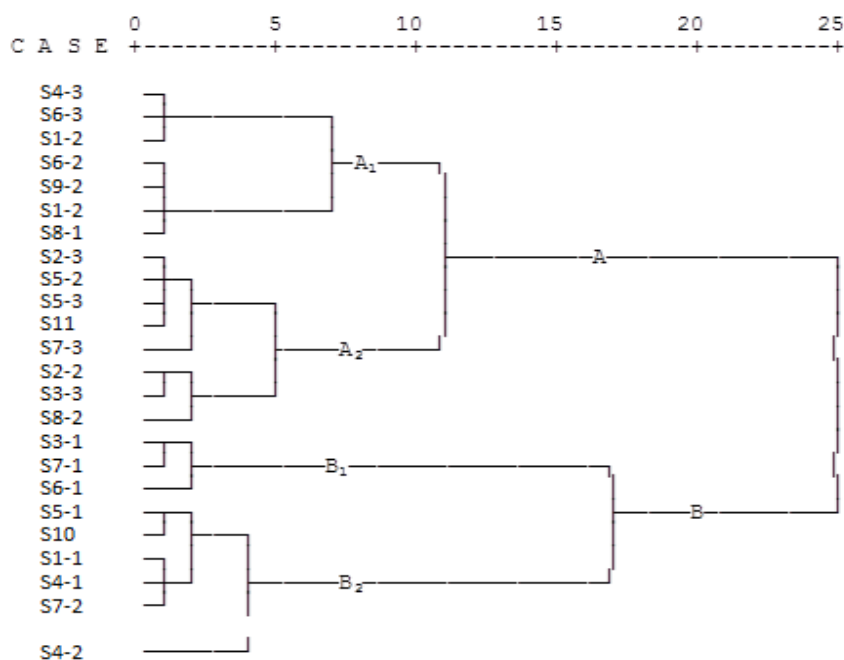 0 5 10 15 20 25
C A S E
S4-3
S6-3
S1-2
S6-2
A₁
S9-2
S1-2
S8-1
S2-3
A
S5-2
S5-3
S11
S7-3
A₂
S2-2
S3-3
S8-2
S3-1
S7-1
B₁
S6-1
S5-1
B
S10
S1-1
S4-1
B₂
S7-2
S4-2